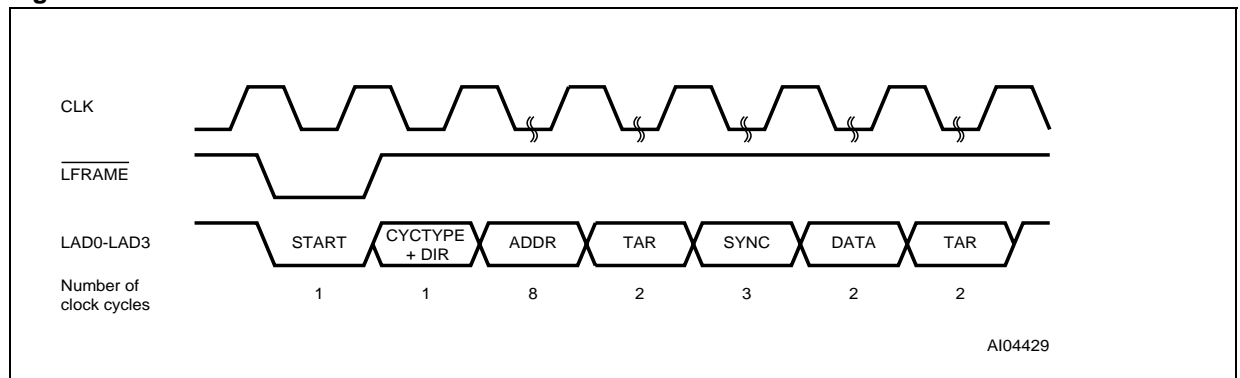 CLK
LFRAME
LAD0-LAD3 START CYCTYPE + DIR ADDR TAR SYNC DATA TAR
Number of clock cycles 1 1 8 2 3 2 2
AI04429